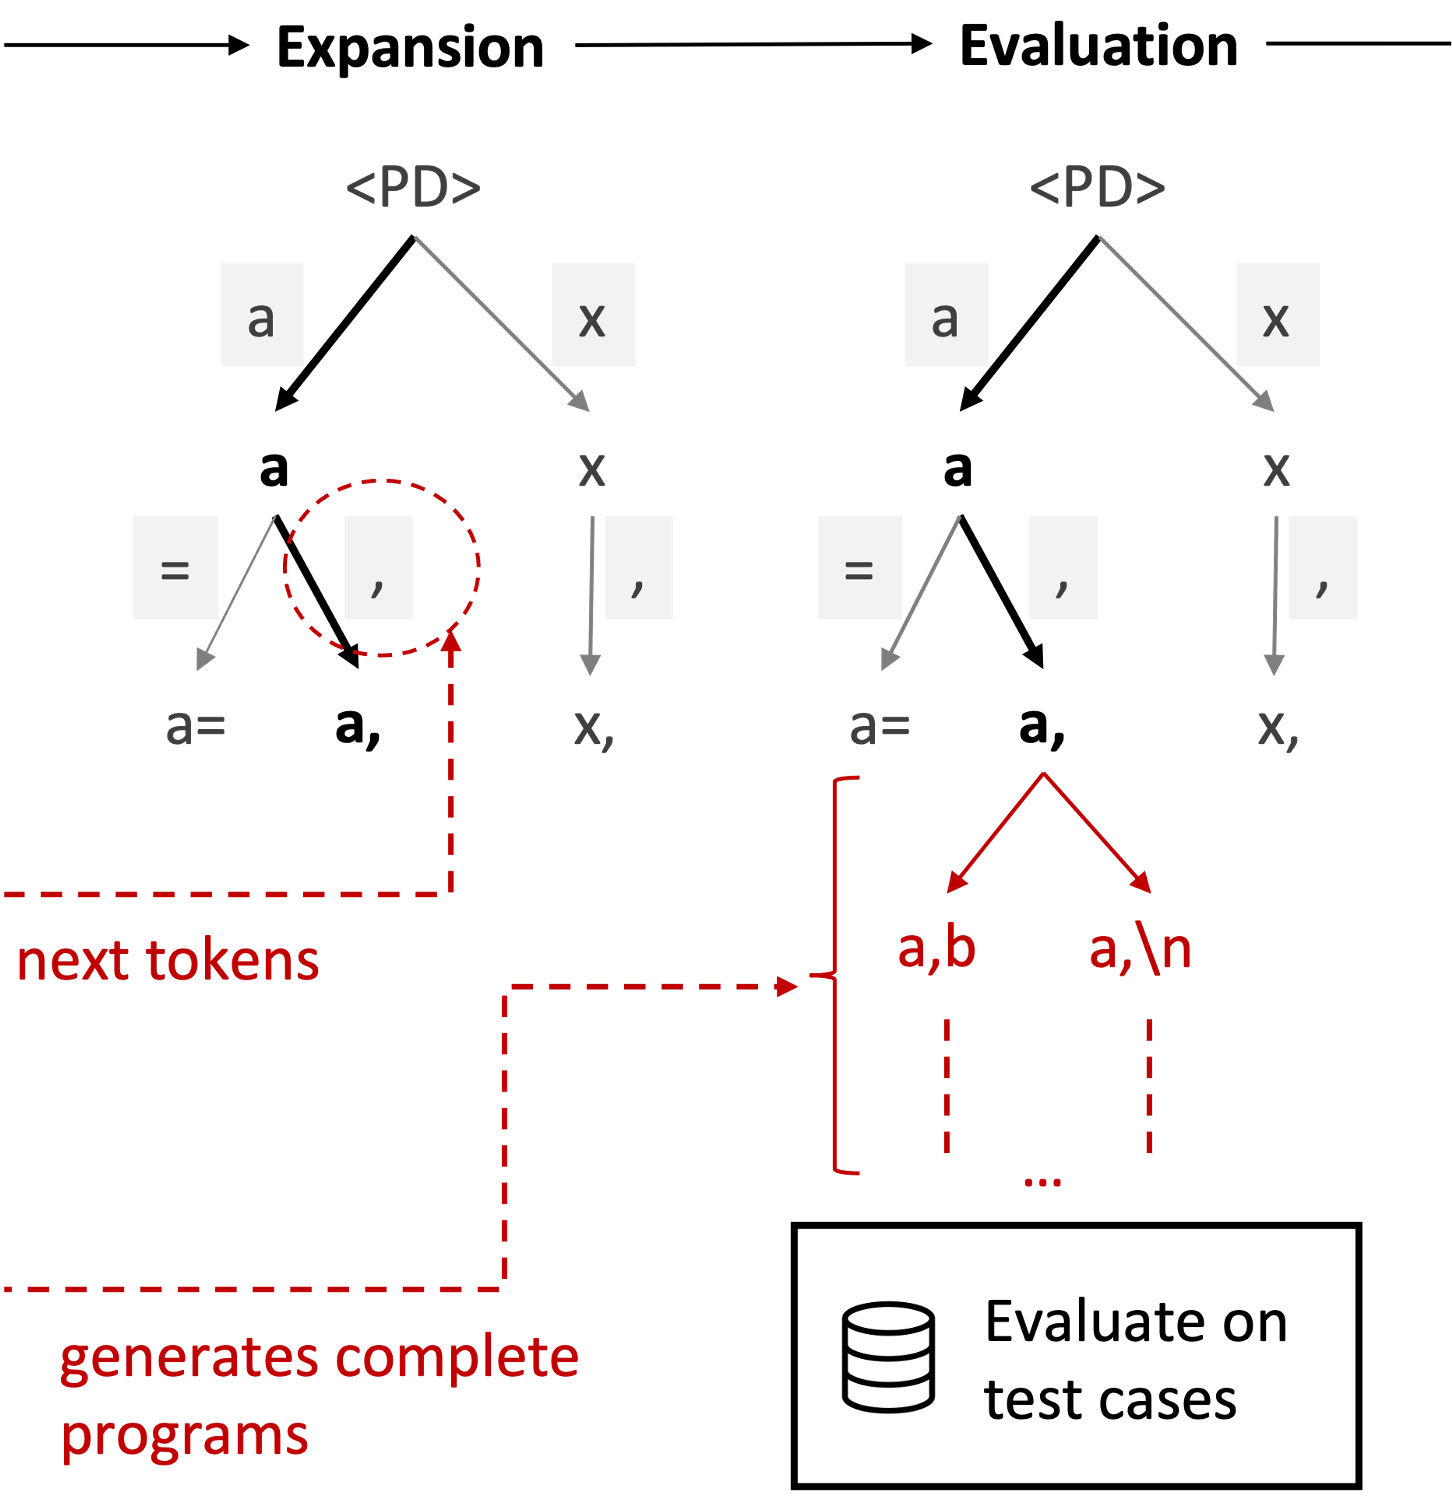 Expansion
Evaluation
<PD>
a
x
a
x
=
,
,
a=
a,
x,
next tokens
generates complete
programs
<PD>
a
x
a
x
=
,
,
a=
a,
x,
a,b
a,\n
...
Evaluate on
test cases